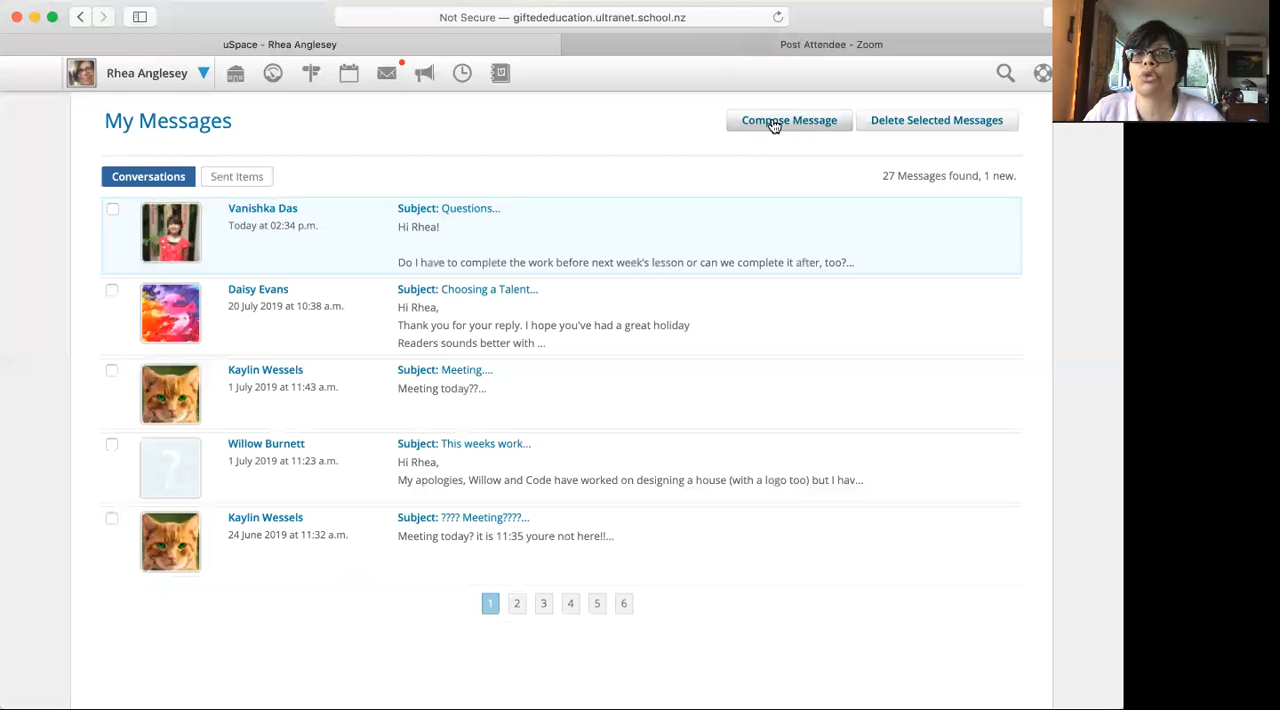 Not Secure — giftededucation.ultranet.school.nz
uSpace - Rhea Anglesey
Post Attendee - Zoom
Rhea Anglesey
My Messages
Compose Message
Delete Selected Messages
Conversations
Sent Items
27 Messages found, 1 new.
Vanishka Das
Subject: Questions...
Today at 02:34 p.m.
Hi Rhea!
Do I have to complete the work before next week's lesson or can we complete it after, too?...
Daisy Evans
Subject: Choosing a Talent...
20 July 2019 at 10:38 a.m.
Hi Rhea,
Thank you for your reply. I hope you've had a great holiday
Readers sounds better with ...
Kaylin Wessels
Subject: Meeting....
1 July 2019 at 11:43 a.m.
Meeting today??...
Willow Burnett
Subject: This weeks work...
1 July 2019 at 11:23 a.m.
Hi Rhea,
My apologies, Willow and Code have worked on designing a house (with a logo too) but I hav...
Kaylin Wessels
Subject: ???? Meeting????...
24 June 2019 at 11:32 a.m.
Meeting today? it is 11:35 youre not here!!...
1 2 3 4 5 6